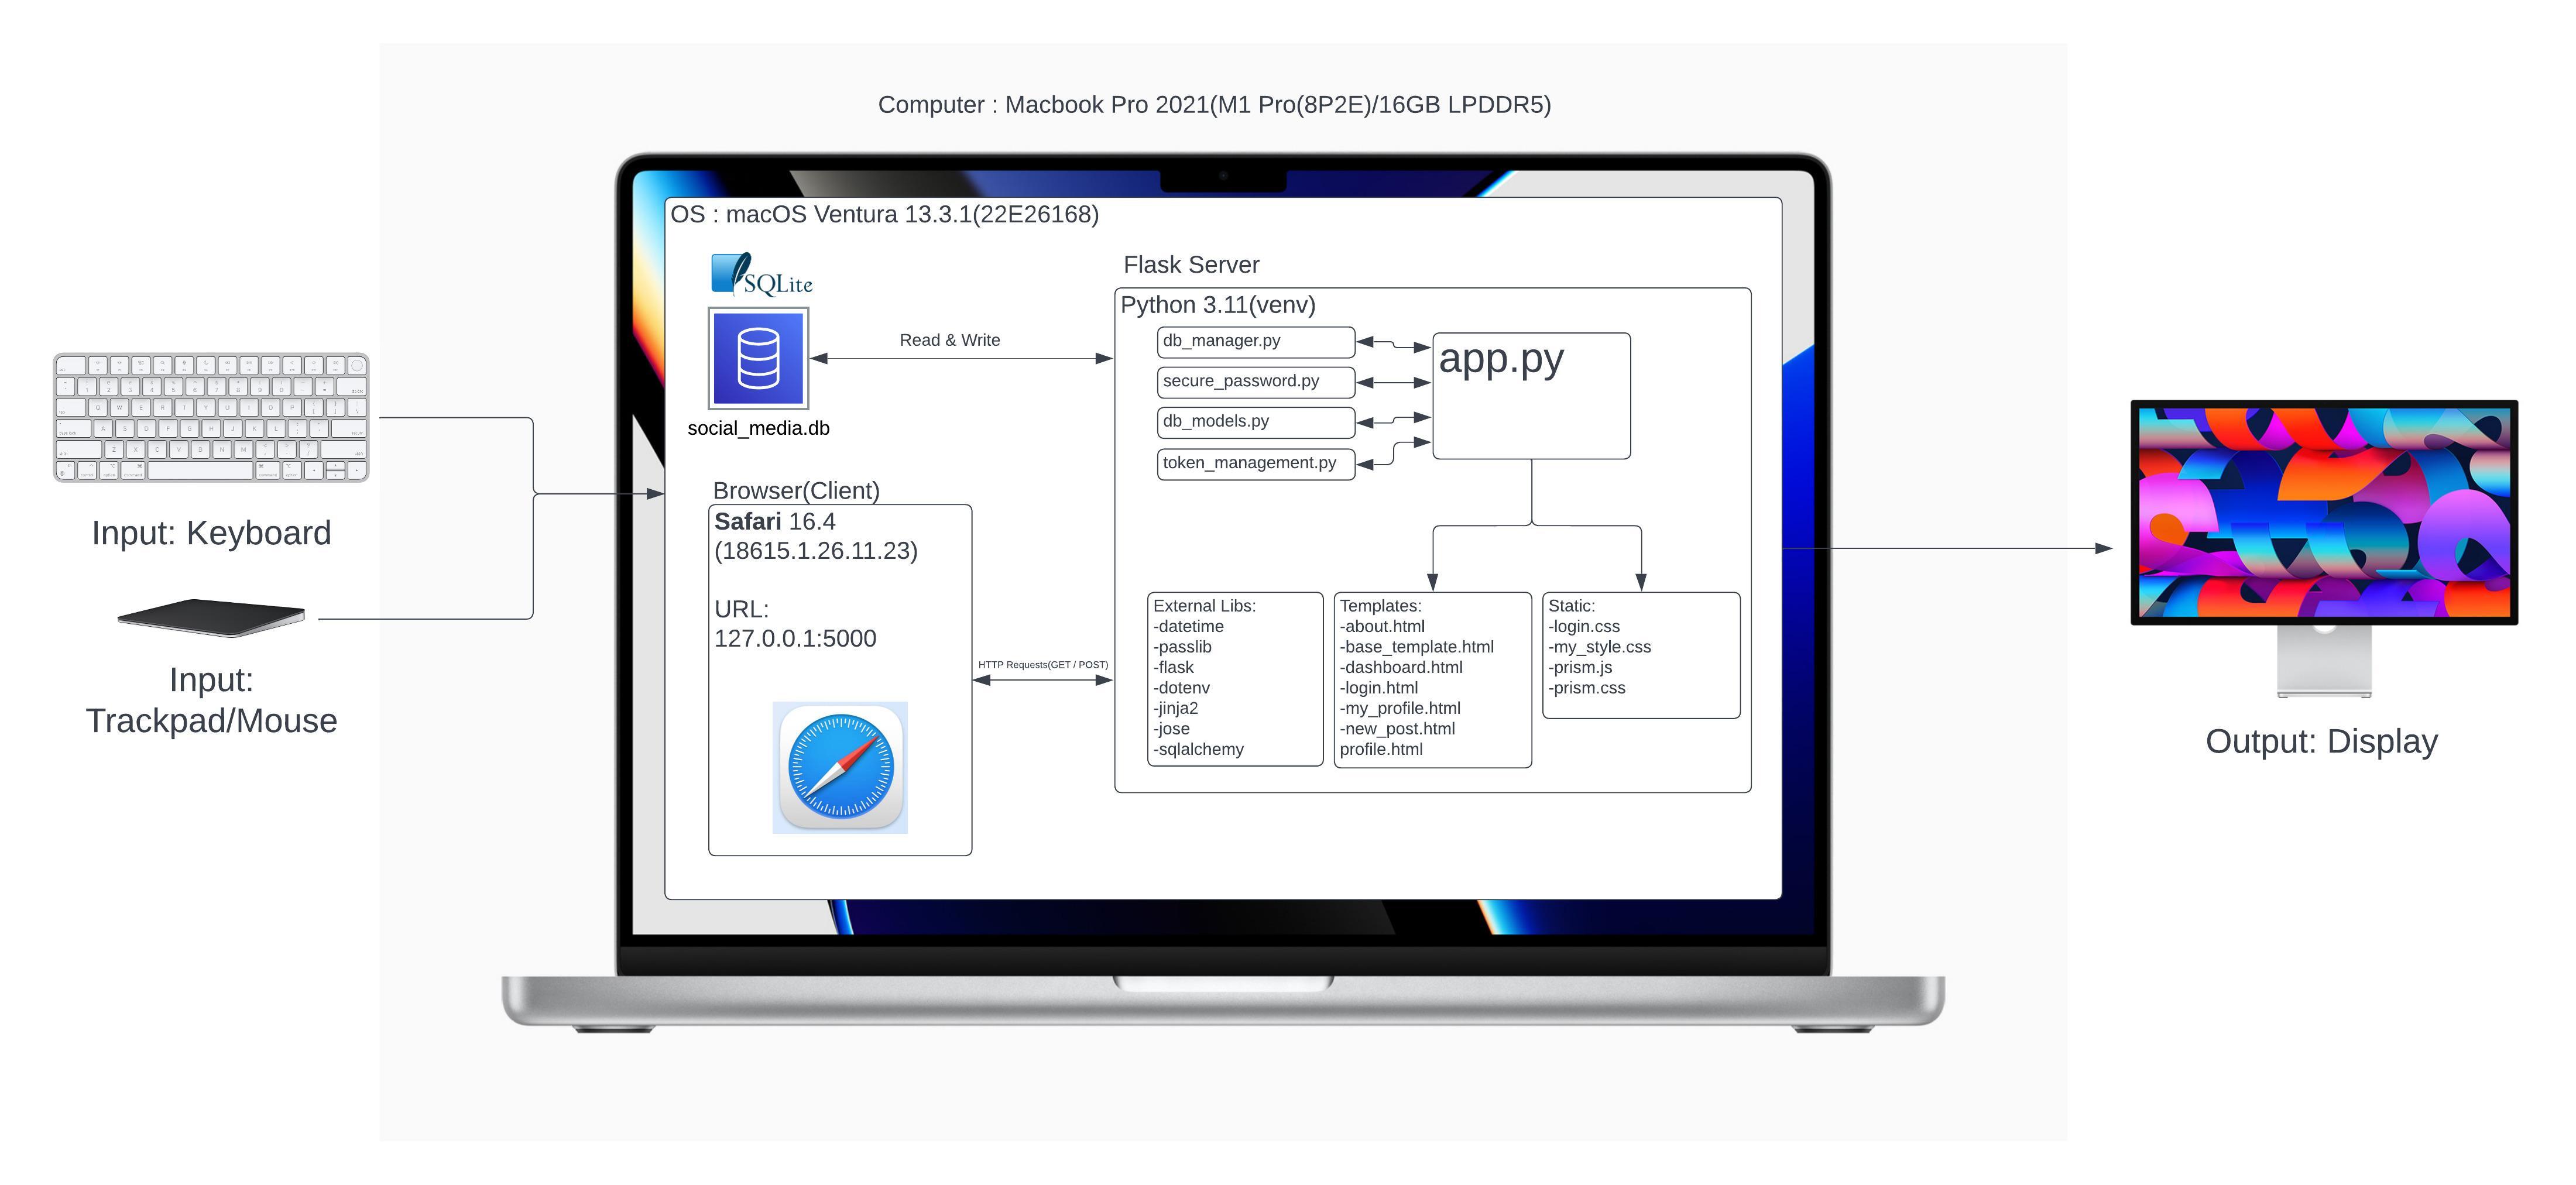 Computer : Macbook Pro 2021(M1 Pro(8P2E)/16GB LPDDR5)
OS : macOS Ventura 13.3.1(22E26168)
SQLite
social_media.db
Read & Write
Flask Server
Python 3.11(venv)
db_manager.py
secure_password.py
db_models.py
token_management.py
app.py
Input: Keyboard
Input:
Trackpad/Mouse
Browser(Client)
Safari 16.4
(18615.1.26.11.23)
URL:
127.0.0.1:5000
HTTP Requests(GET / POST)
External Libs:
-datetime
-passlib
-flask
-dotenv
-jinja2
-jose
-sqlalchemy
Templates:
-about.html
-base_template.html
-dashboard.html
-login.html
-my_profile.html
-new_post.html
profile.html
Static:
-login.css
-my_style.css
-prism.js
-prism.css
Output: Display